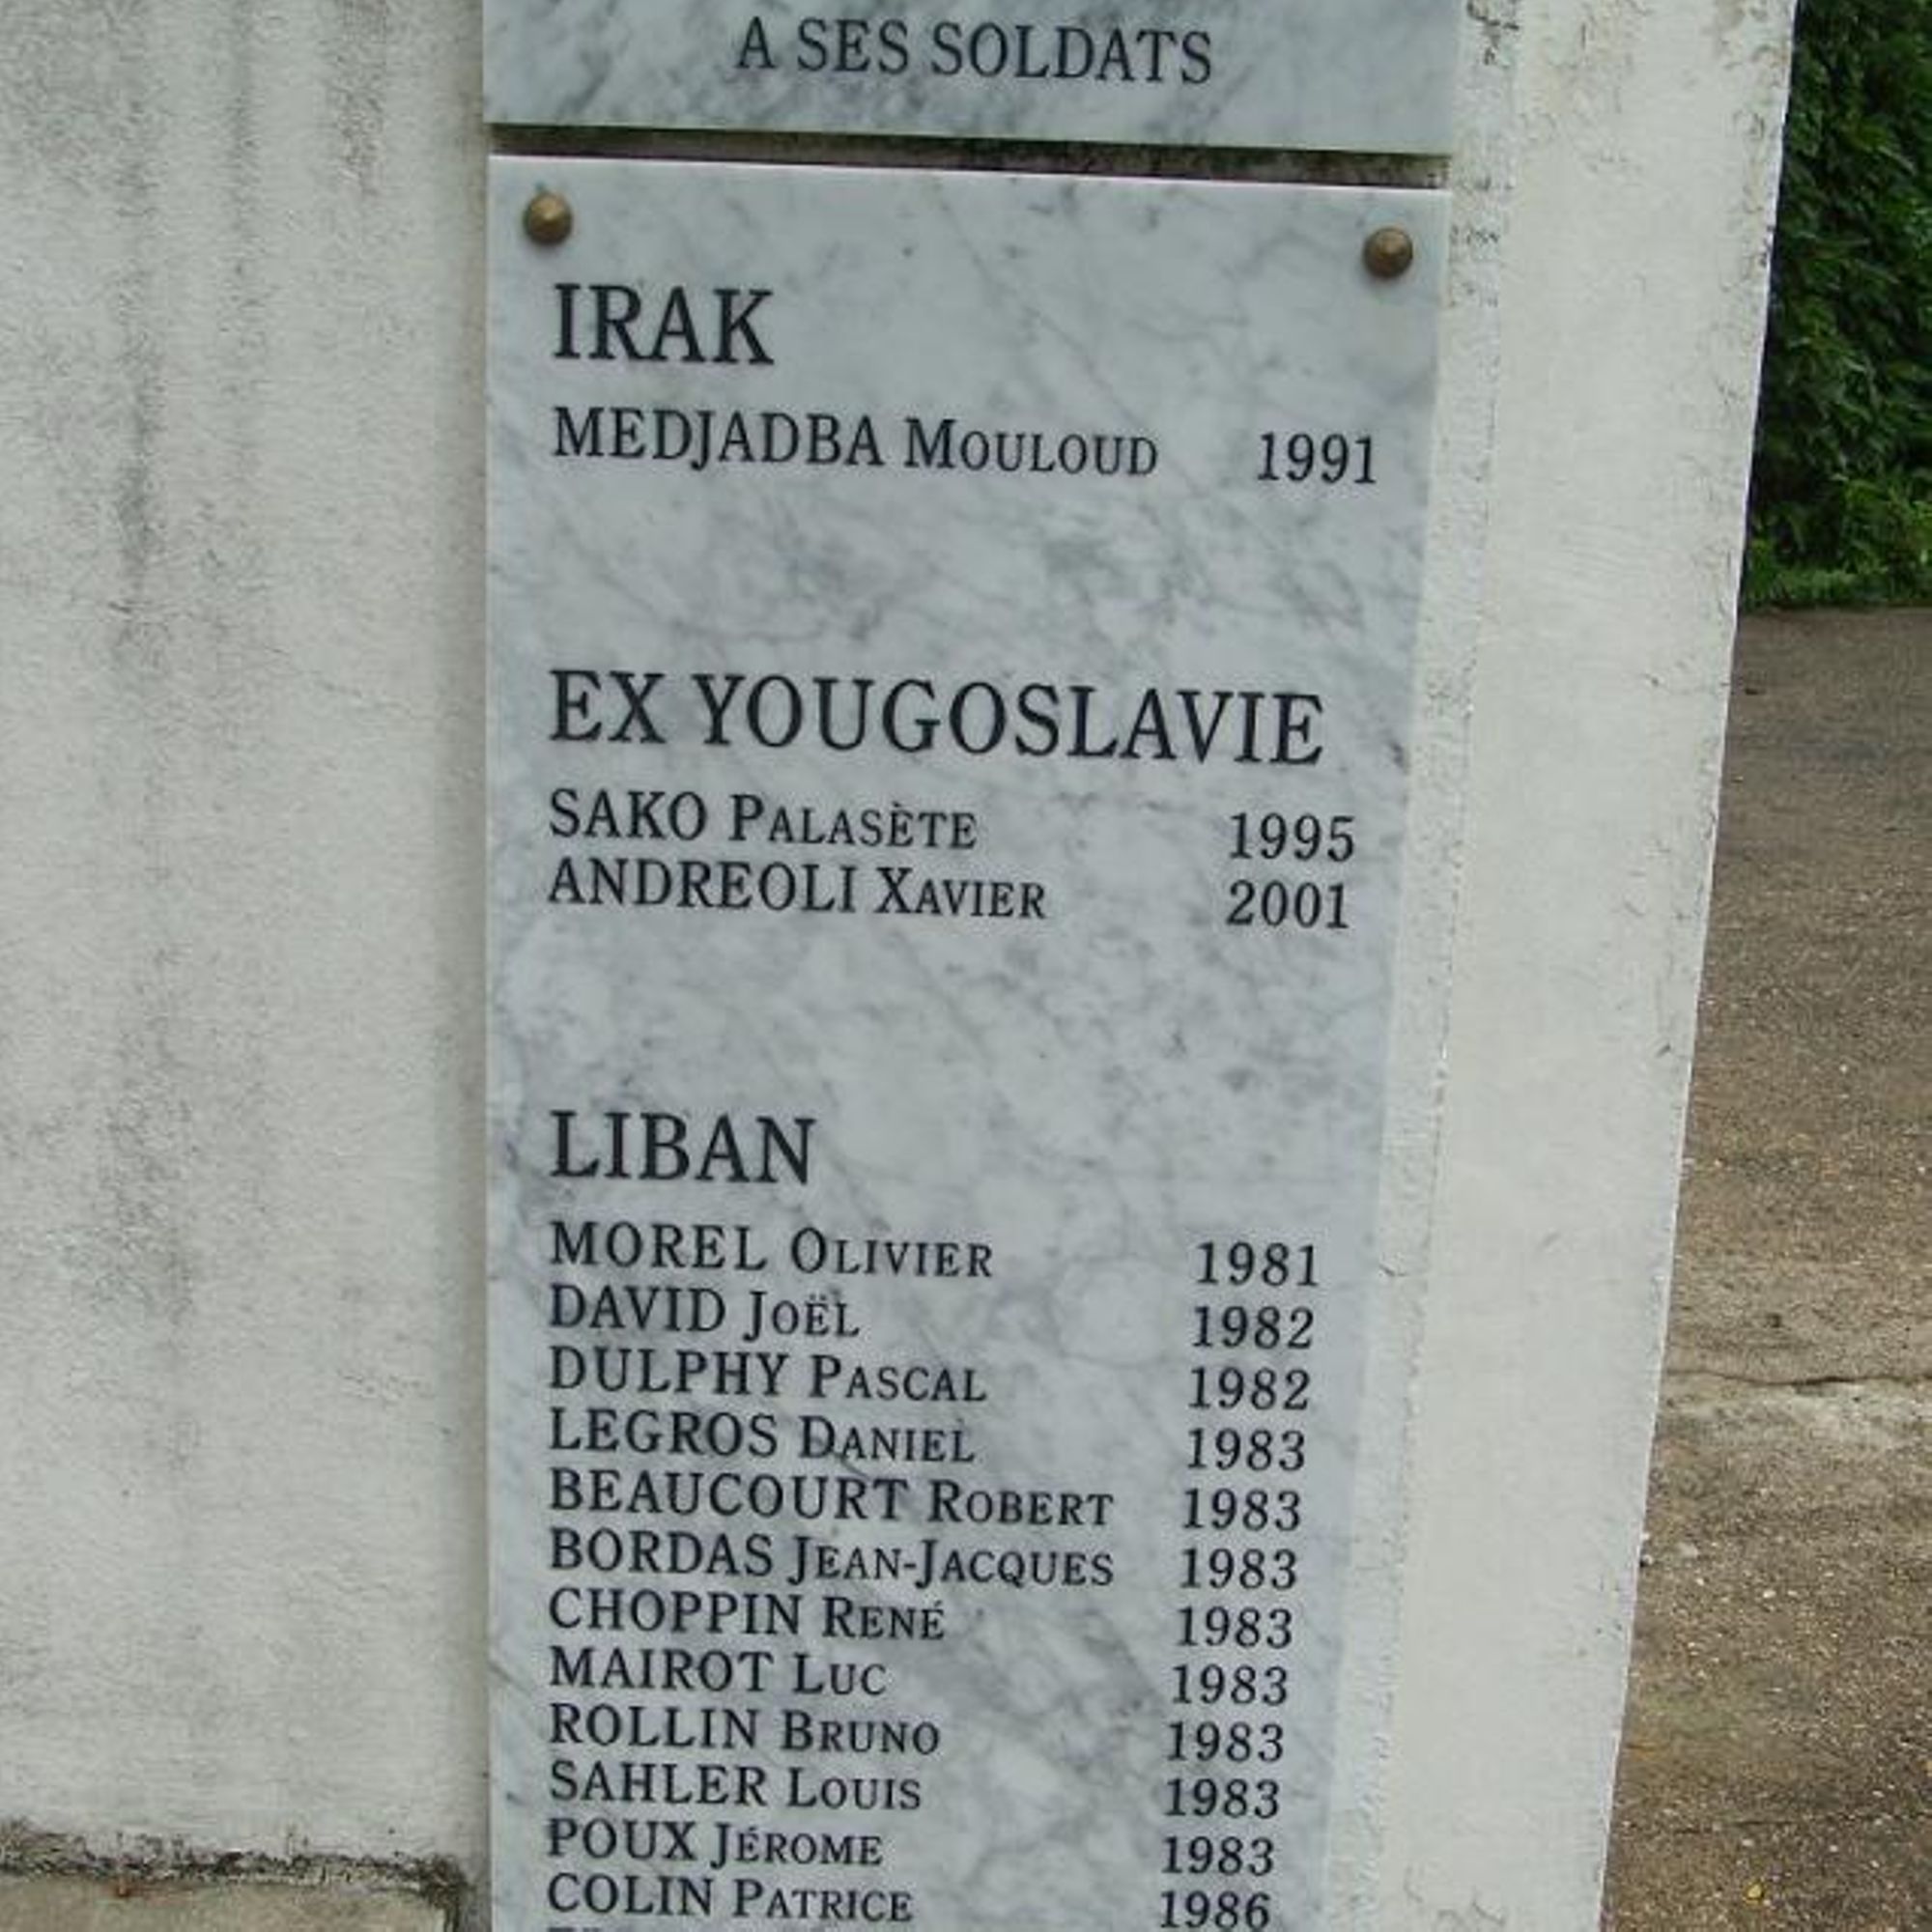 A SES SOLDATS
IRAK
MEDJADBA MOULOUD 1991
EX YOUGOSLAVIE
SAKO PALASÈTE 1995
ANDREOLI XAVIER 2001
LIBAN
MOREL OLIVIER 1981
DAVID JOËL 1982
DULPHY PASCAL 1982
LEGROS DANIEL 1983
BEAUCOURT ROBERT 1983
BORDAS JEAN-JACQUES 1983
CHOPPIN RENÉ 1983
MAIROT LUC 1983
ROLLIN BRUNO 1983
SAHLER LOUIS 1983
POUX JÉROME 1983
COLIN PATRICE 1986